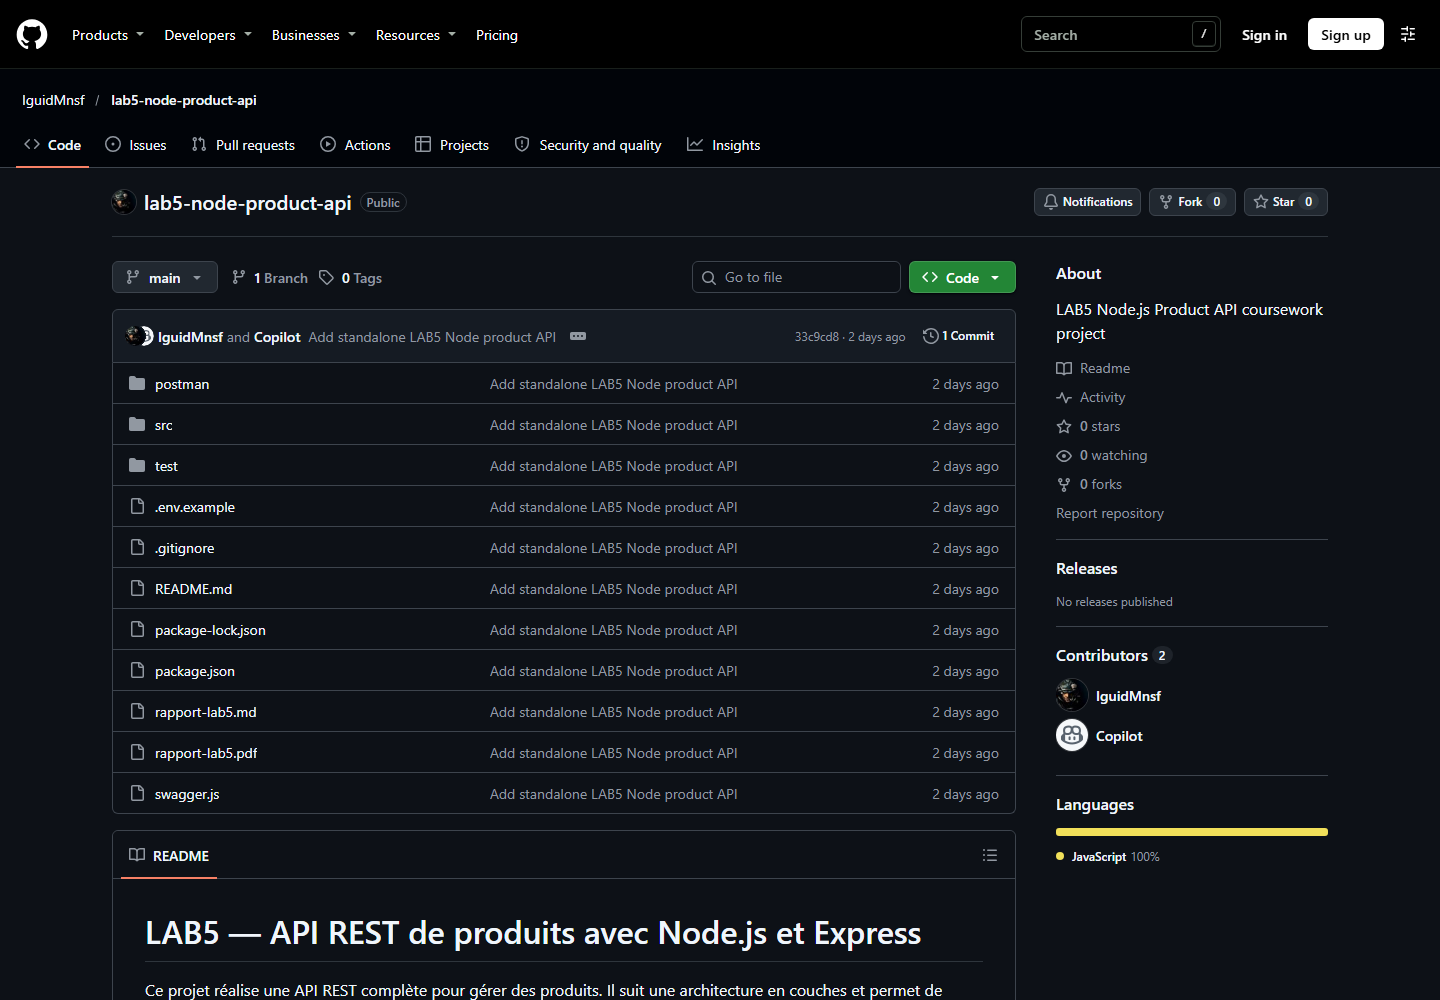 Products Developers Businesses Resources Pricing Search / Sign in Sign up
IguidMnsf / lab5-node-product-api
Code Issues Pull requests Actions Projects Security and quality Insights
lab5-node-product-api Public Notifications Fork 0 Star 0
main 1 Branch 0 Tags Go to file Code
IguidMnsf and Copilot Add standalone LAB5 Node product API 33c9cd8 · 2 days ago 1 Commit
postman Add standalone LAB5 Node product API 2 days ago
src Add standalone LAB5 Node product API 2 days ago
test Add standalone LAB5 Node product API 2 days ago
.env.example Add standalone LAB5 Node product API 2 days ago
.gitignore Add standalone LAB5 Node product API 2 days ago
README.md Add standalone LAB5 Node product API 2 days ago
package-lock.json Add standalone LAB5 Node product API 2 days ago
package.json Add standalone LAB5 Node product API 2 days ago
rapport-lab5.md Add standalone LAB5 Node product API 2 days ago
rapport-lab5.pdf Add standalone LAB5 Node product API 2 days ago
swagger.js Add standalone LAB5 Node product API 2 days ago
README
LAB5 — API REST de produits avec Node.js et Express
Ce projet réalise une API REST complète pour gérer des produits. Il suit une architecture en couches et permet de
About
LAB5 Node.js Product API coursework
project
Readme
Activity
0 stars
0 watching
0 forks
Report repository
Releases
No releases published
Contributors 2
IguidMnsf
Copilot
Languages
JavaScript 100%